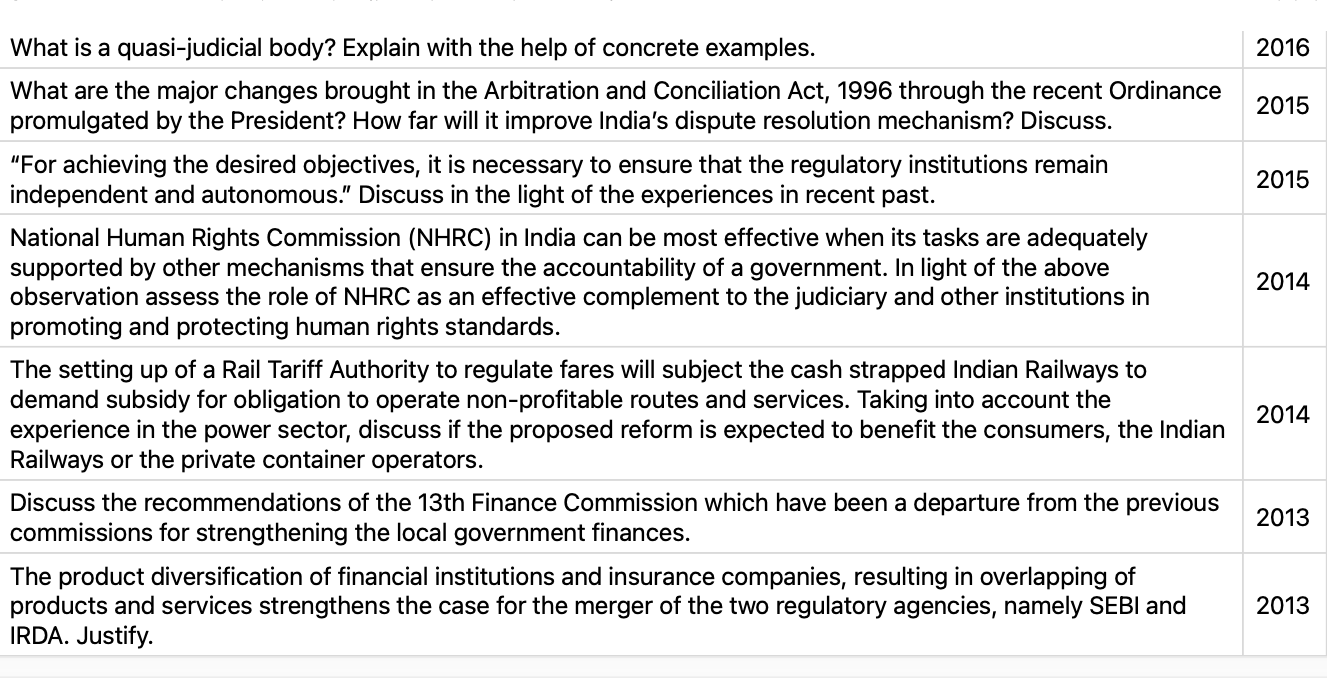 What is a quasi-judicial body? Explain with the help of concrete examples.
2016
What are the major changes brought in the Arbitration and Conciliation Act, 1996 through the recent Ordinance
promulgated by the President? How far will it improve India’s dispute resolution mechanism? Discuss.
2015
“For achieving the desired objectives, it is necessary to ensure that the regulatory institutions remain
independent and autonomous.” Discuss in the light of the experiences in recent past.
2015
National Human Rights Commission (NHRC) in India can be most effective when its tasks are adequately
supported by other mechanisms that ensure the accountability of a government. In light of the above
observation assess the role of NHRC as an effective complement to the judiciary and other institutions in
promoting and protecting human rights standards.
2014
The setting up of a Rail Tariff Authority to regulate fares will subject the cash strapped Indian Railways to
demand subsidy for obligation to operate non-profitable routes and services. Taking into account the
experience in the power sector, discuss if the proposed reform is expected to benefit the consumers, the Indian
Railways or the private container operators.
2014
Discuss the recommendations of the 13th Finance Commission which have been a departure from the previous
commissions for strengthening the local government finances.
2013
The product diversification of financial institutions and insurance companies, resulting in overlapping of
products and services strengthens the case for the merger of the two regulatory agencies, namely SEBI and
IRDA. Justify.
2013